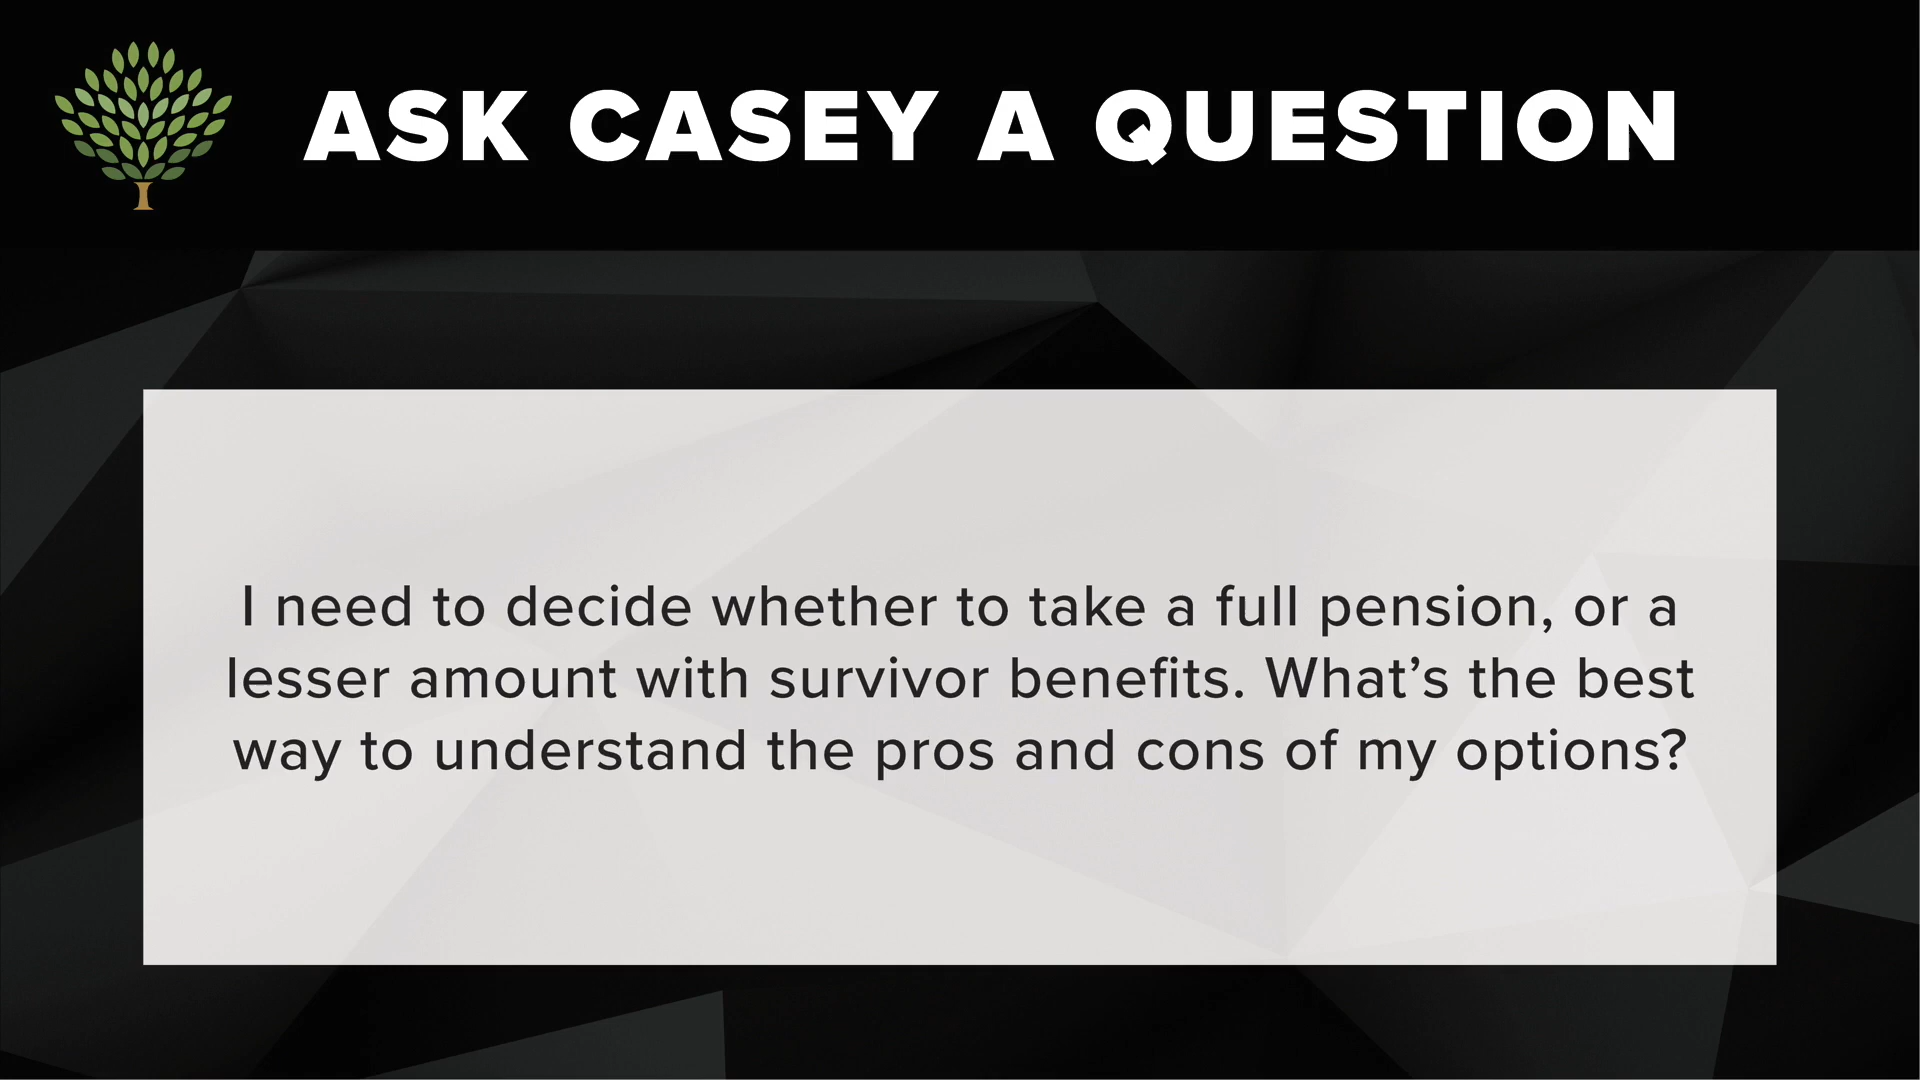 ASK CASEY A QUESTION
I need to decide whether to take a full pension, or a
lesser amount with survivor benefits. What’s the best
way to understand the pros and cons of my options?